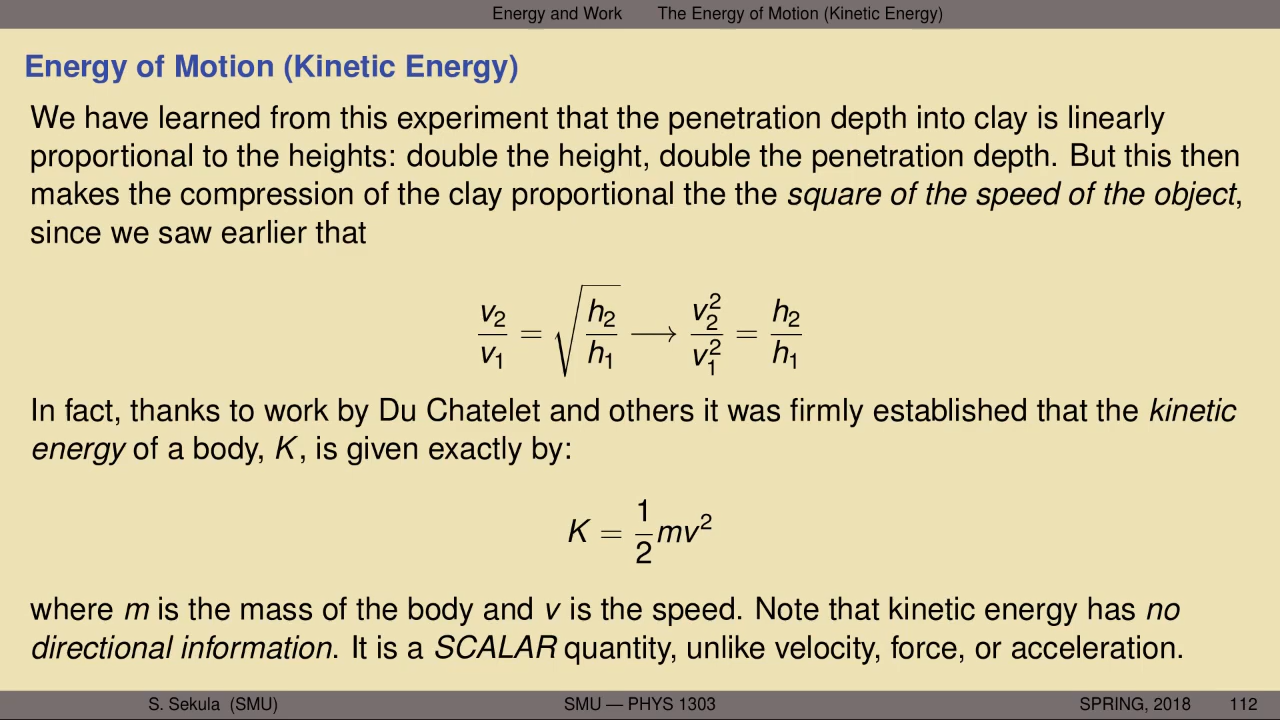 Energy and Work The Energy of Motion (Kinetic Energy)
Energy of Motion (Kinetic Energy)
We have learned from this experiment that the penetration depth into clay is linearly
proportional to the heights: double the height, double the penetration depth. But this then
makes the compression of the clay proportional the the square of the speed of the object,
since we saw earlier that
v₂/v₁ = √(h₂/h₁) ⟶ v₂²/v₁² = h₂/h₁
In fact, thanks to work by Du Chatelet and others it was firmly established that the kinetic
energy of a body, K, is given exactly by:
K = 1/2 mv²
where m is the mass of the body and v is the speed. Note that kinetic energy has no
directional information. It is a SCALAR quantity, unlike velocity, force, or acceleration.
S. Sekula (SMU) SMU — PHYS 1303 SPRING, 2018 112